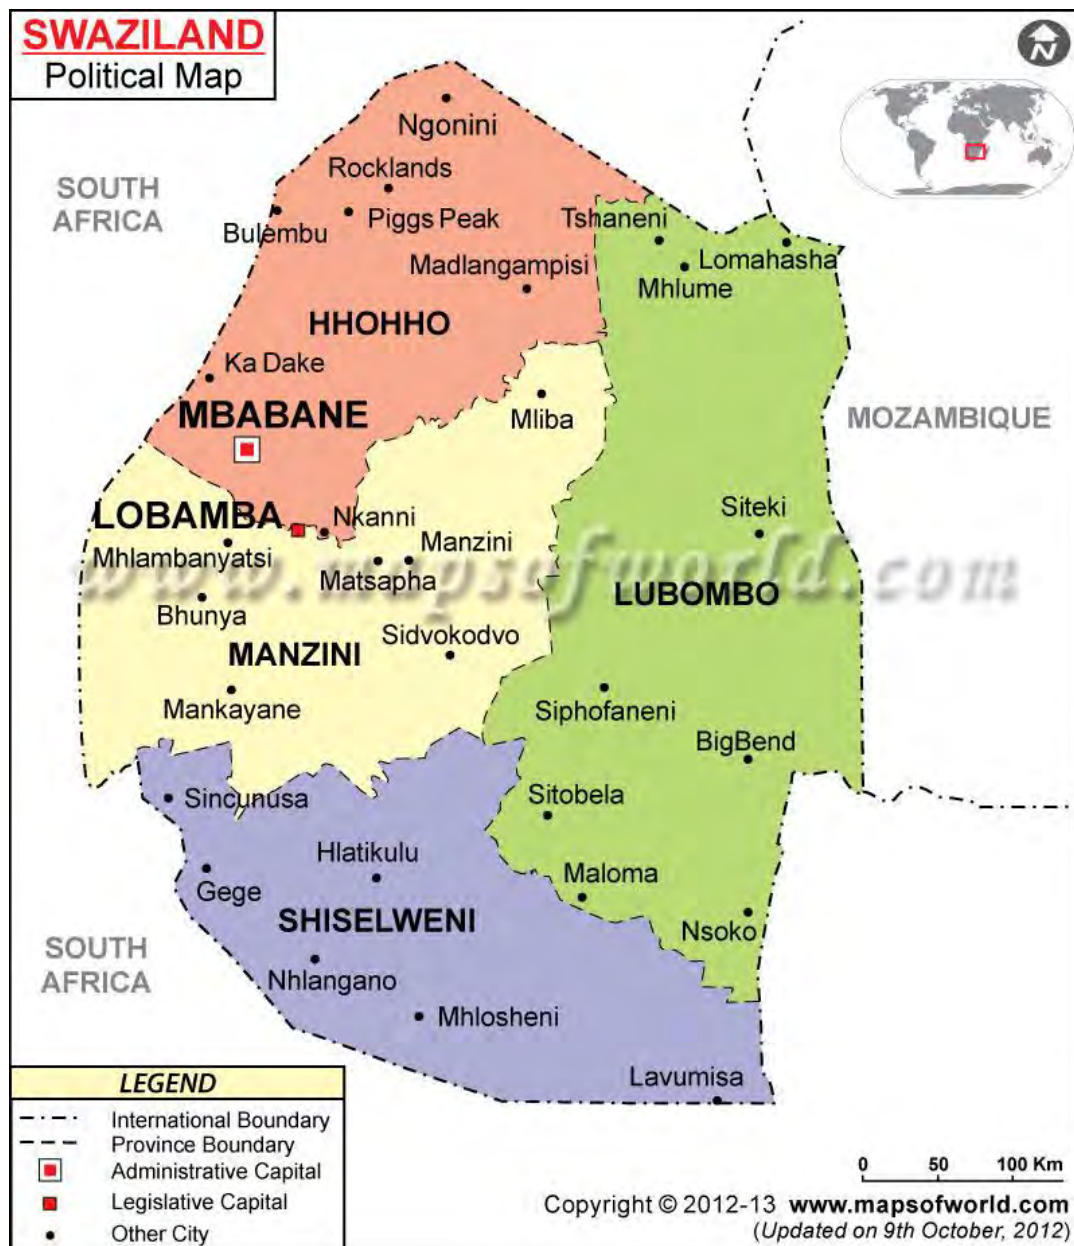 SWAZILAND
Political Map
N
Ngonini
Rocklands
SOUTH
AFRICA
Bulembu
Piggs Peak
Tshaneni
Lomahasha
Madlangampisi
Mhlume
HHOHHO
Ka Dake
MBABANE
Mliba
MOZAMBIQUE
LOBAMBA
Nkanni
Siteki
Mhlambanyatsi
Manzini
Matsapha
www.mapsofworld.com
LUBOMBO
Bhunya
Sidvokodvo
MANZINI
Mankayane
Siphofaneni
BigBend
Sincunusa
Sitobela
Hlatikulu
Maloma
Gege
SHISELWENI
Nsoko
SOUTH
AFRICA
Nhlangano
Mhlosheni
Lavumisa
LEGEND
International Boundary
Province Boundary
Administrative Capital
Legislative Capital
Other City
0 50 100 Km
Copyright © 2012-13 www.mapsofworld.com
(Updated on 9th October, 2012)